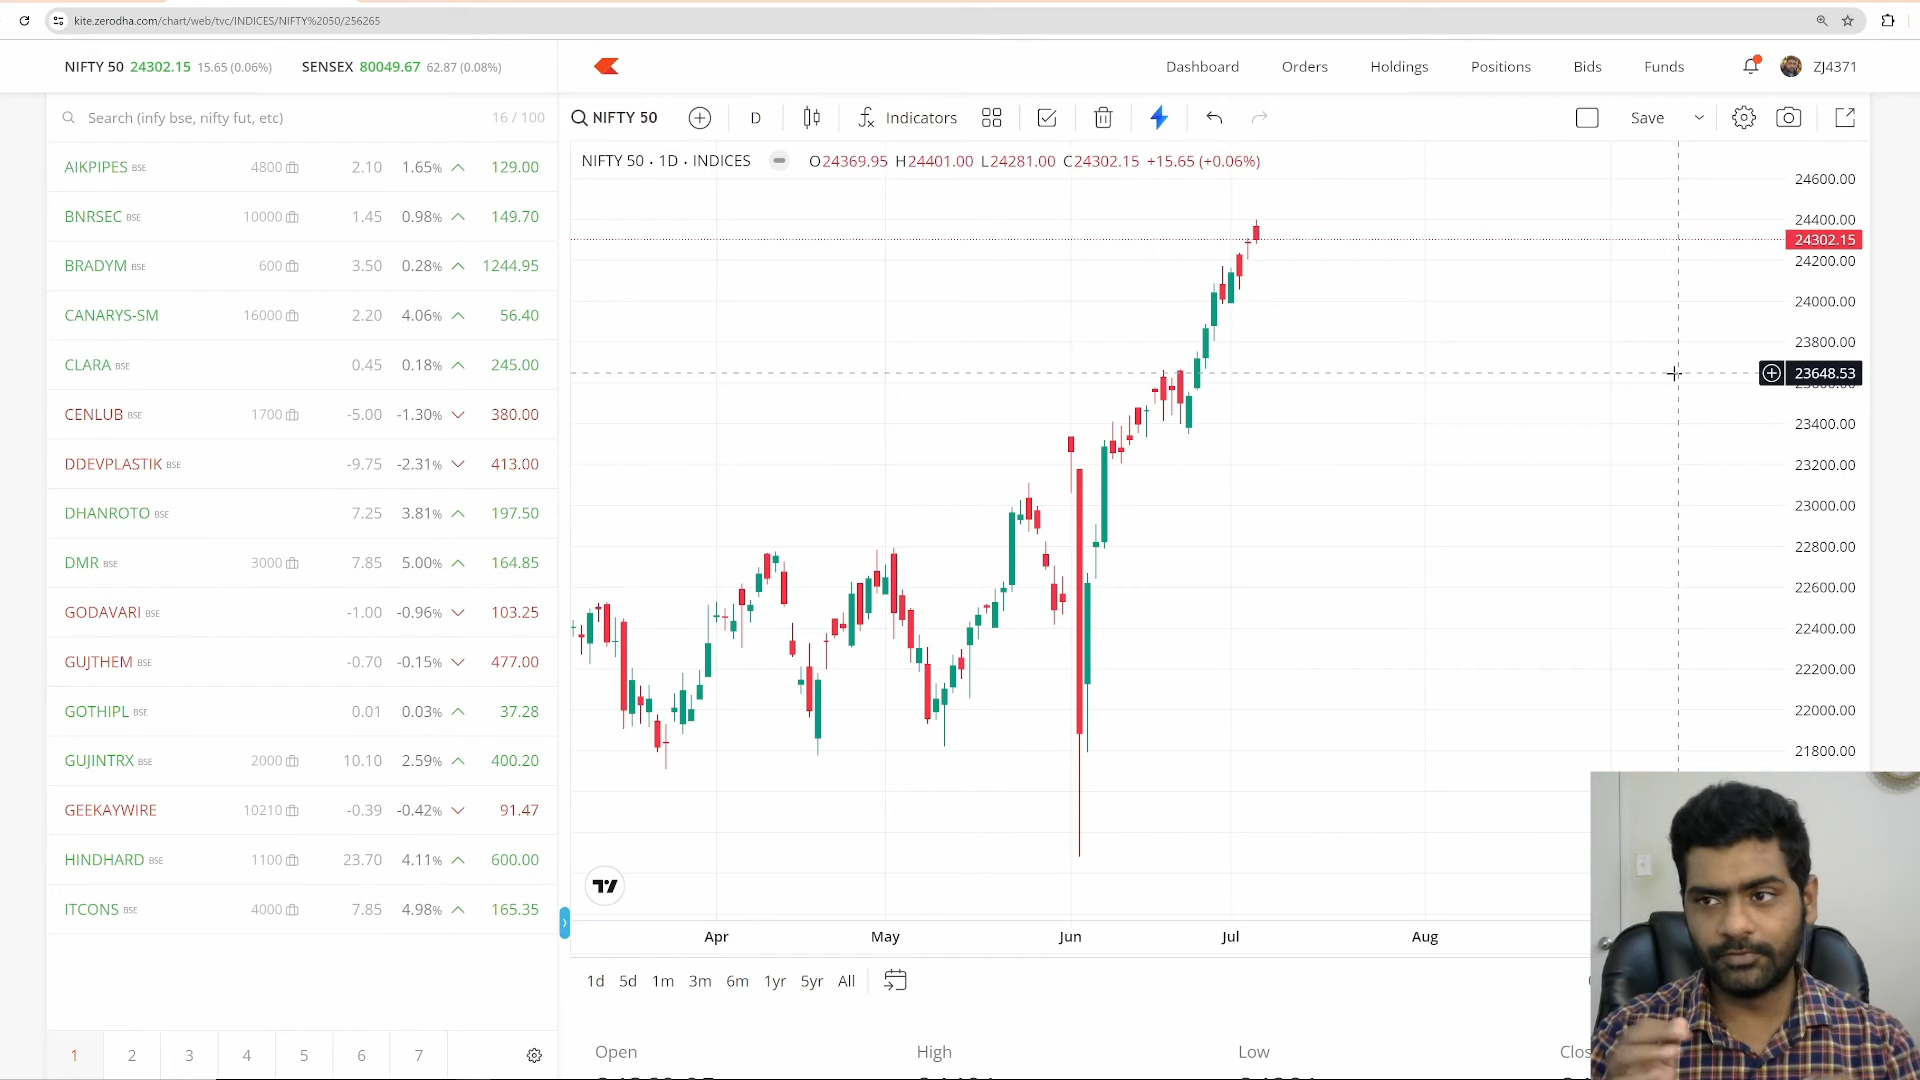 kite.zerodha.com/chart/web/tvc/INDICES/NIFTY%2050/256265
NIFTY 50 24302.15 15.65 (0.06%) SENSEX 80049.67 62.87 (0.08%)
Dashboard Orders Holdings Positions Bids Funds ZJ4371
Search (infy bse, nifty fut, etc) 16 / 100
NIFTY 50 D Indicators Save
NIFTY 50 · 1D · INDICES O24369.95 H24401.00 L24281.00 C24302.15 +15.65 (+0.06%)
AIKPIPES BSE 4800 2.10 1.65% 129.00
BNRSEC BSE 10000 1.45 0.98% 149.70
BRADYM BSE 600 3.50 0.28% 1244.95
CANARYS-SM 16000 2.20 4.06% 56.40
CLARA BSE 0.45 0.18% 245.00
CENLUB BSE 1700 -5.00 -1.30% 380.00
DDEVPLASTIK BSE -9.75 -2.31% 413.00
DHANROTO BSE 7.25 3.81% 197.50
DMR BSE 3000 7.85 5.00% 164.85
GODAVARI BSE -1.00 -0.96% 103.25
GUJTHEM BSE -0.70 -0.15% 477.00
GOTHIPL BSE 0.01 0.03% 37.28
GUJINTRX BSE 2000 10.10 2.59% 400.20
GEEKAYWIRE 10210 -0.39 -0.42% 91.47
HINDHARD BSE 1100 23.70 4.11% 600.00
ITCONS BSE 4000 7.85 4.98% 165.35
1 2 3 4 5 6 7
24600.00
24400.00
24302.15
24200.00
24000.00
23800.00
23648.53
23400.00
23200.00
23000.00
22800.00
22600.00
22400.00
22200.00
22000.00
21800.00
Apr May Jun Jul Aug
1d 5d 1m 3m 6m 1yr 5yr All
Open High Low